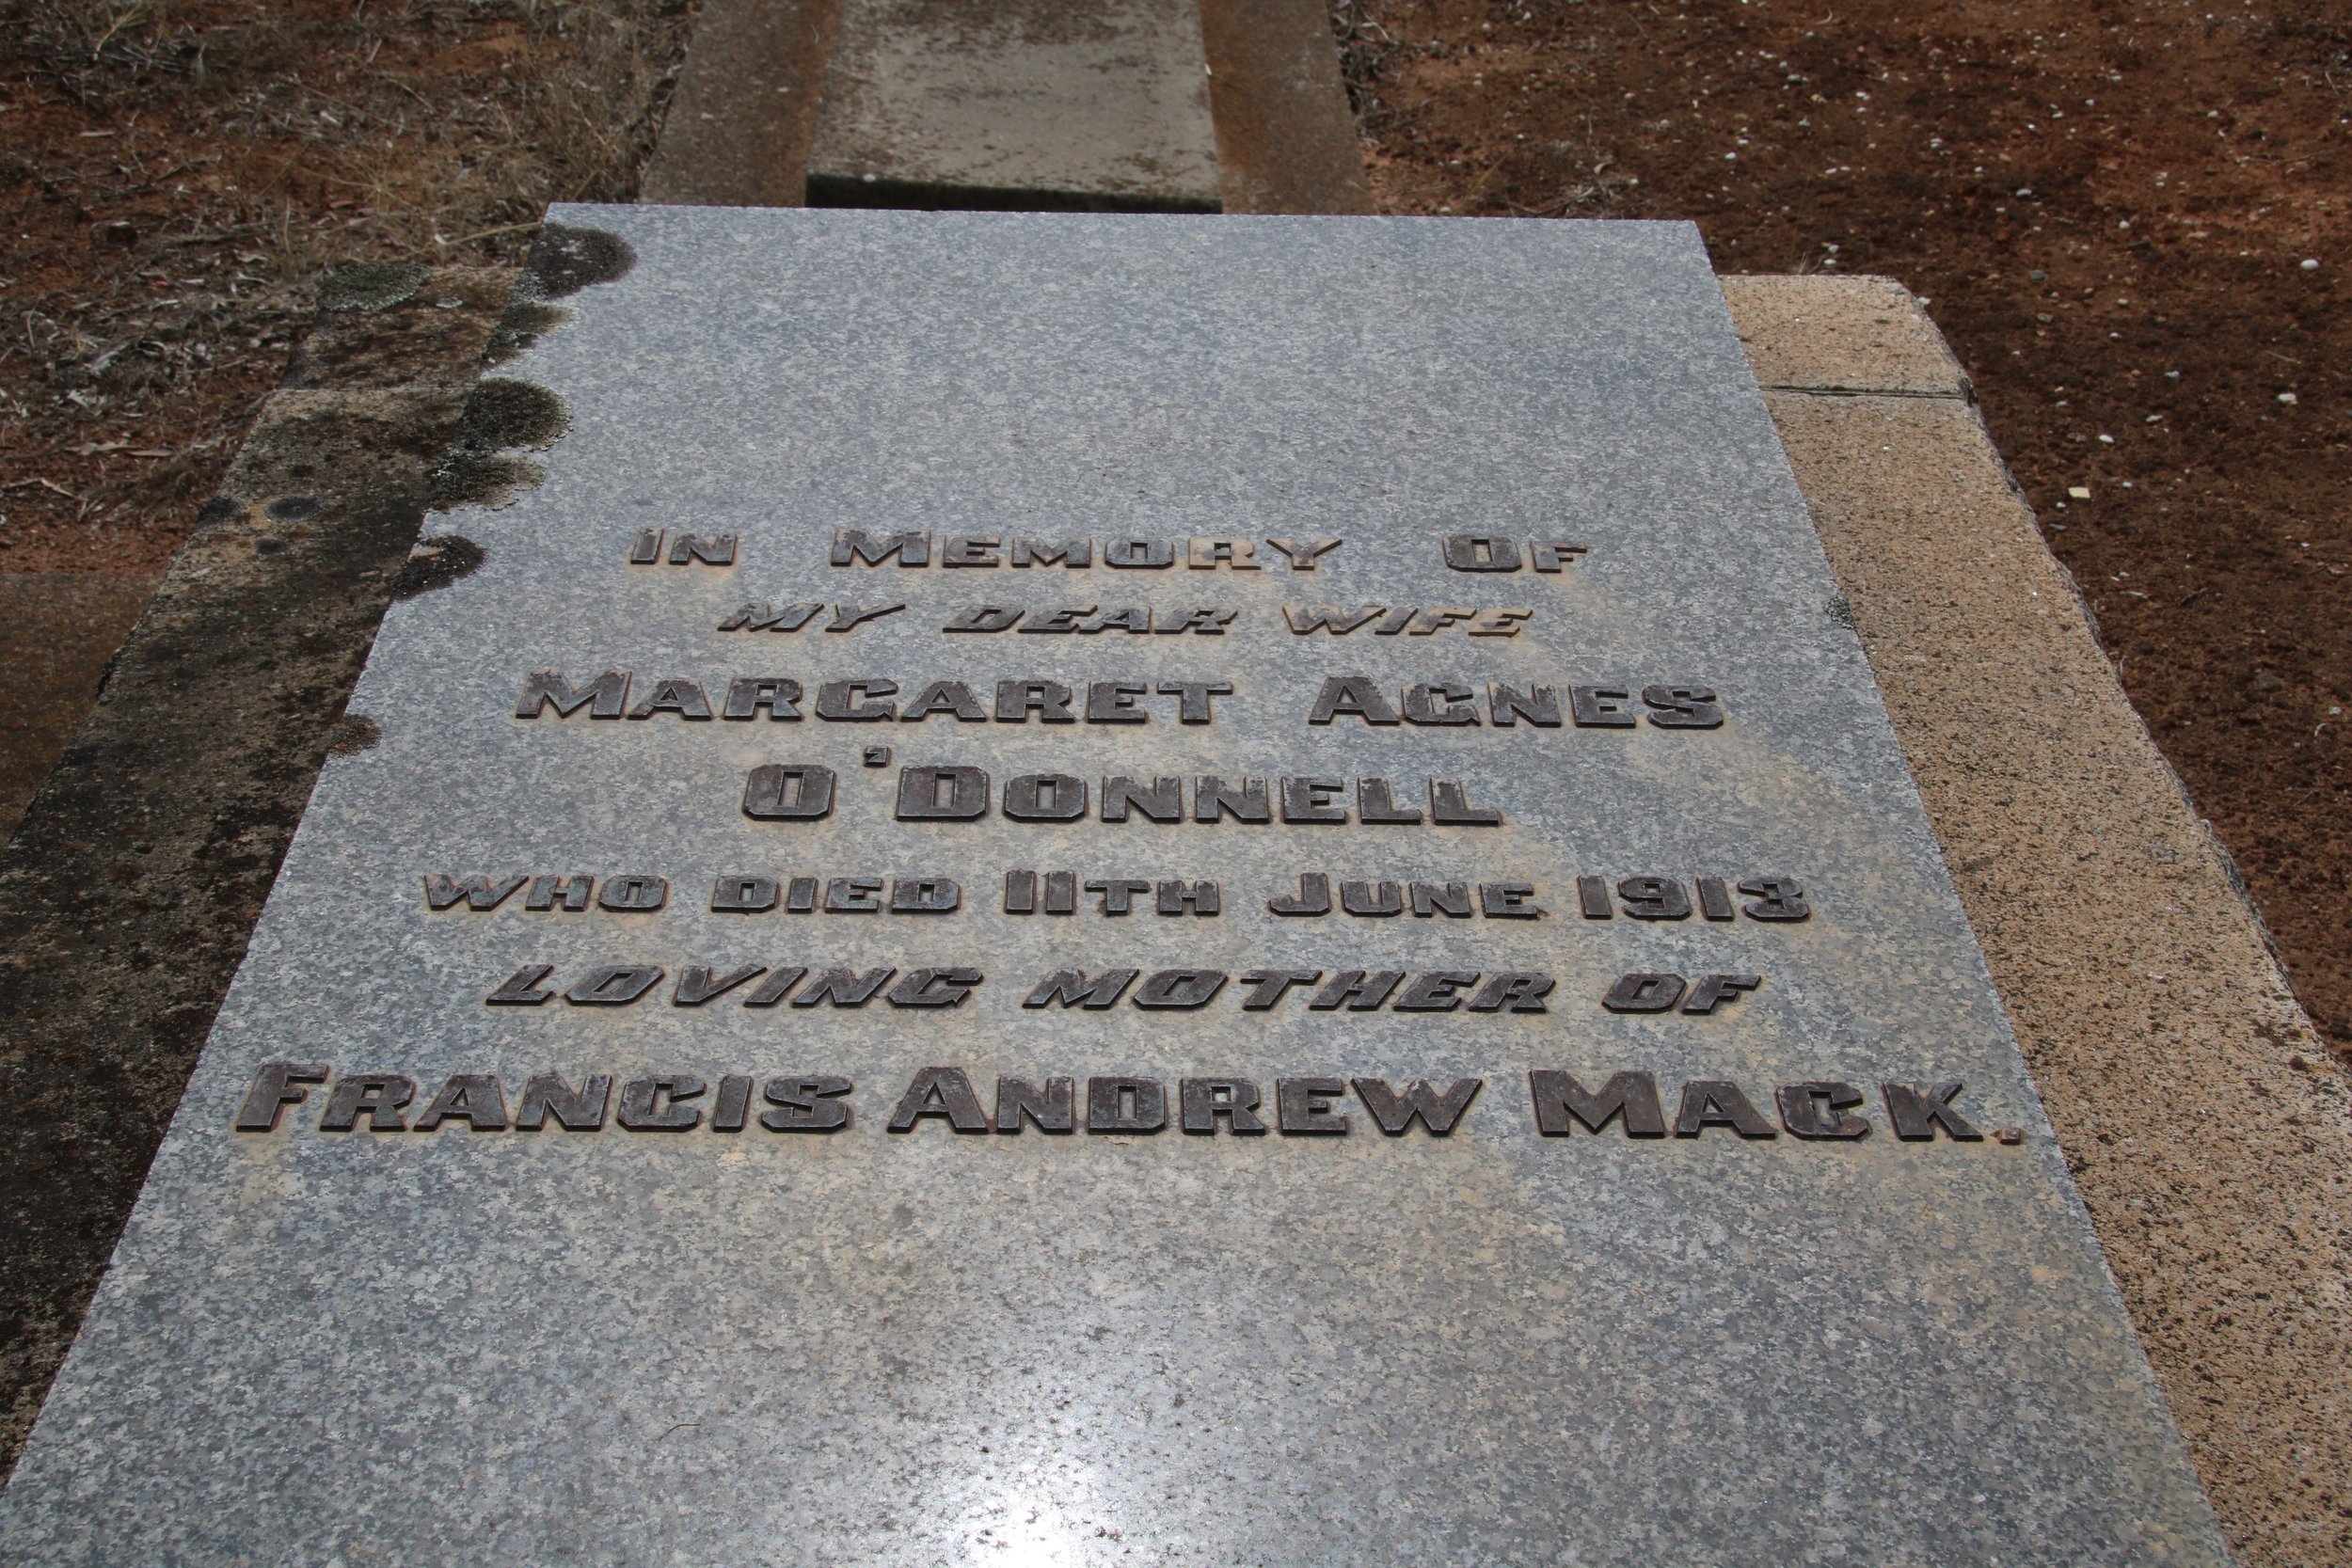 In Memory Of
MY DEAR WIFE
Margaret Agnes
O'Donnell
WHO DIED 11TH June 1913
LOVING MOTHER OF
Francis Andrew Mack.